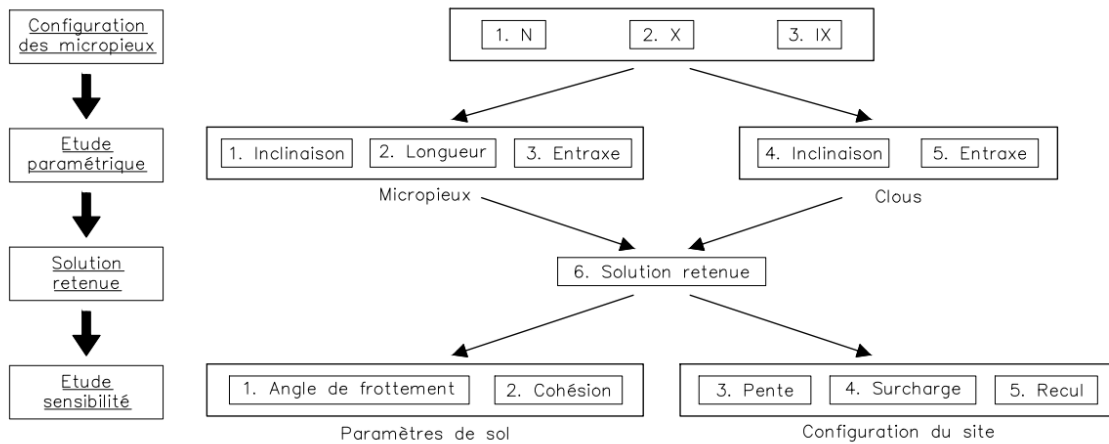 Configuration
des micropieux
1. N
2. X
3. IX
Etude
paramétrique
1. Inclinaison
2. Longueur
3. Entraxe
4. Inclinaison
5. Entraxe
Micropieux
Clous
Solution
retenue
6. Solution retenue
Etude
sensibilité
1. Angle de frottement
2. Cohésion
3. Pente
4. Surcharge
5. Recul
Paramètres de sol
Configuration du site